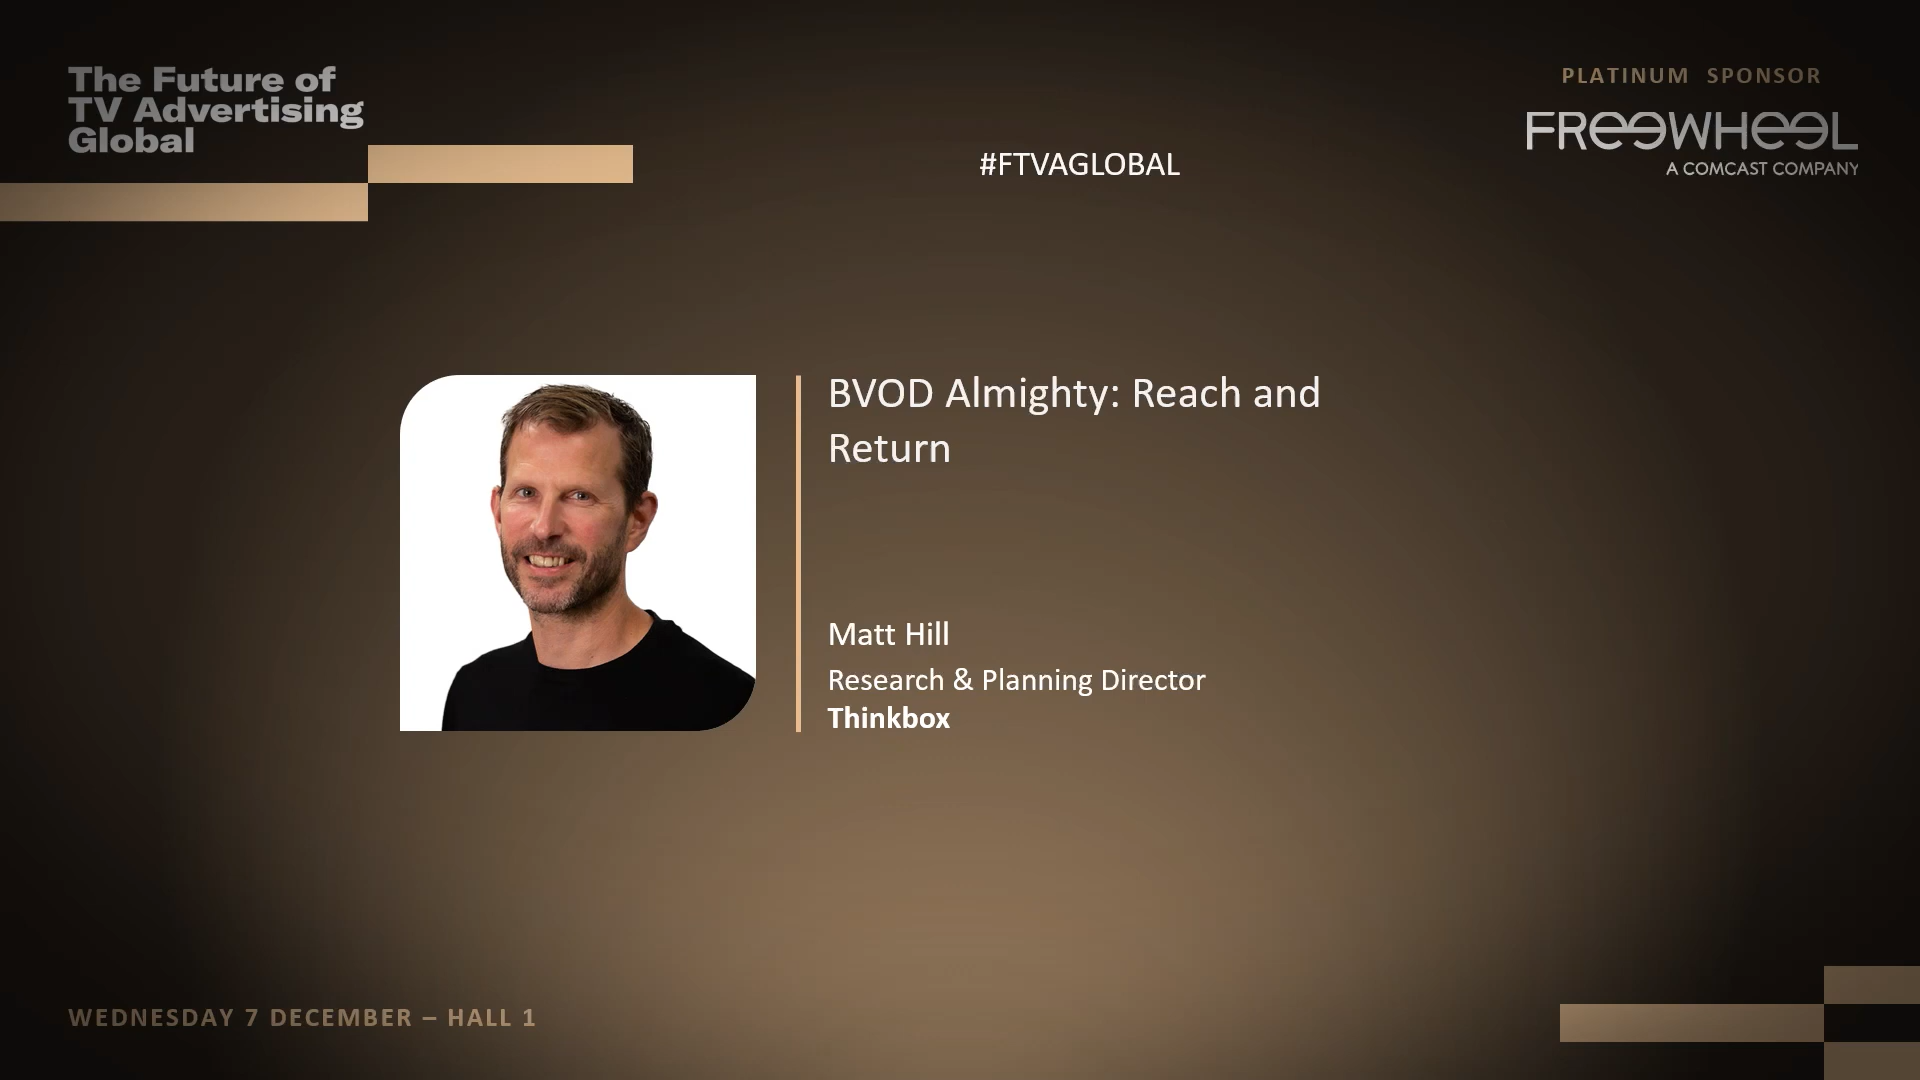 The Future of
TV Advertising
Global
PLATINUM SPONSOR
FREEWHEEL
A COMCAST COMPANY
#FTVAGLOBAL
BVOD Almighty: Reach and
Return
Matt Hill
Research & Planning Director
Thinkbox
WEDNESDAY 7 DECEMBER – HALL 1